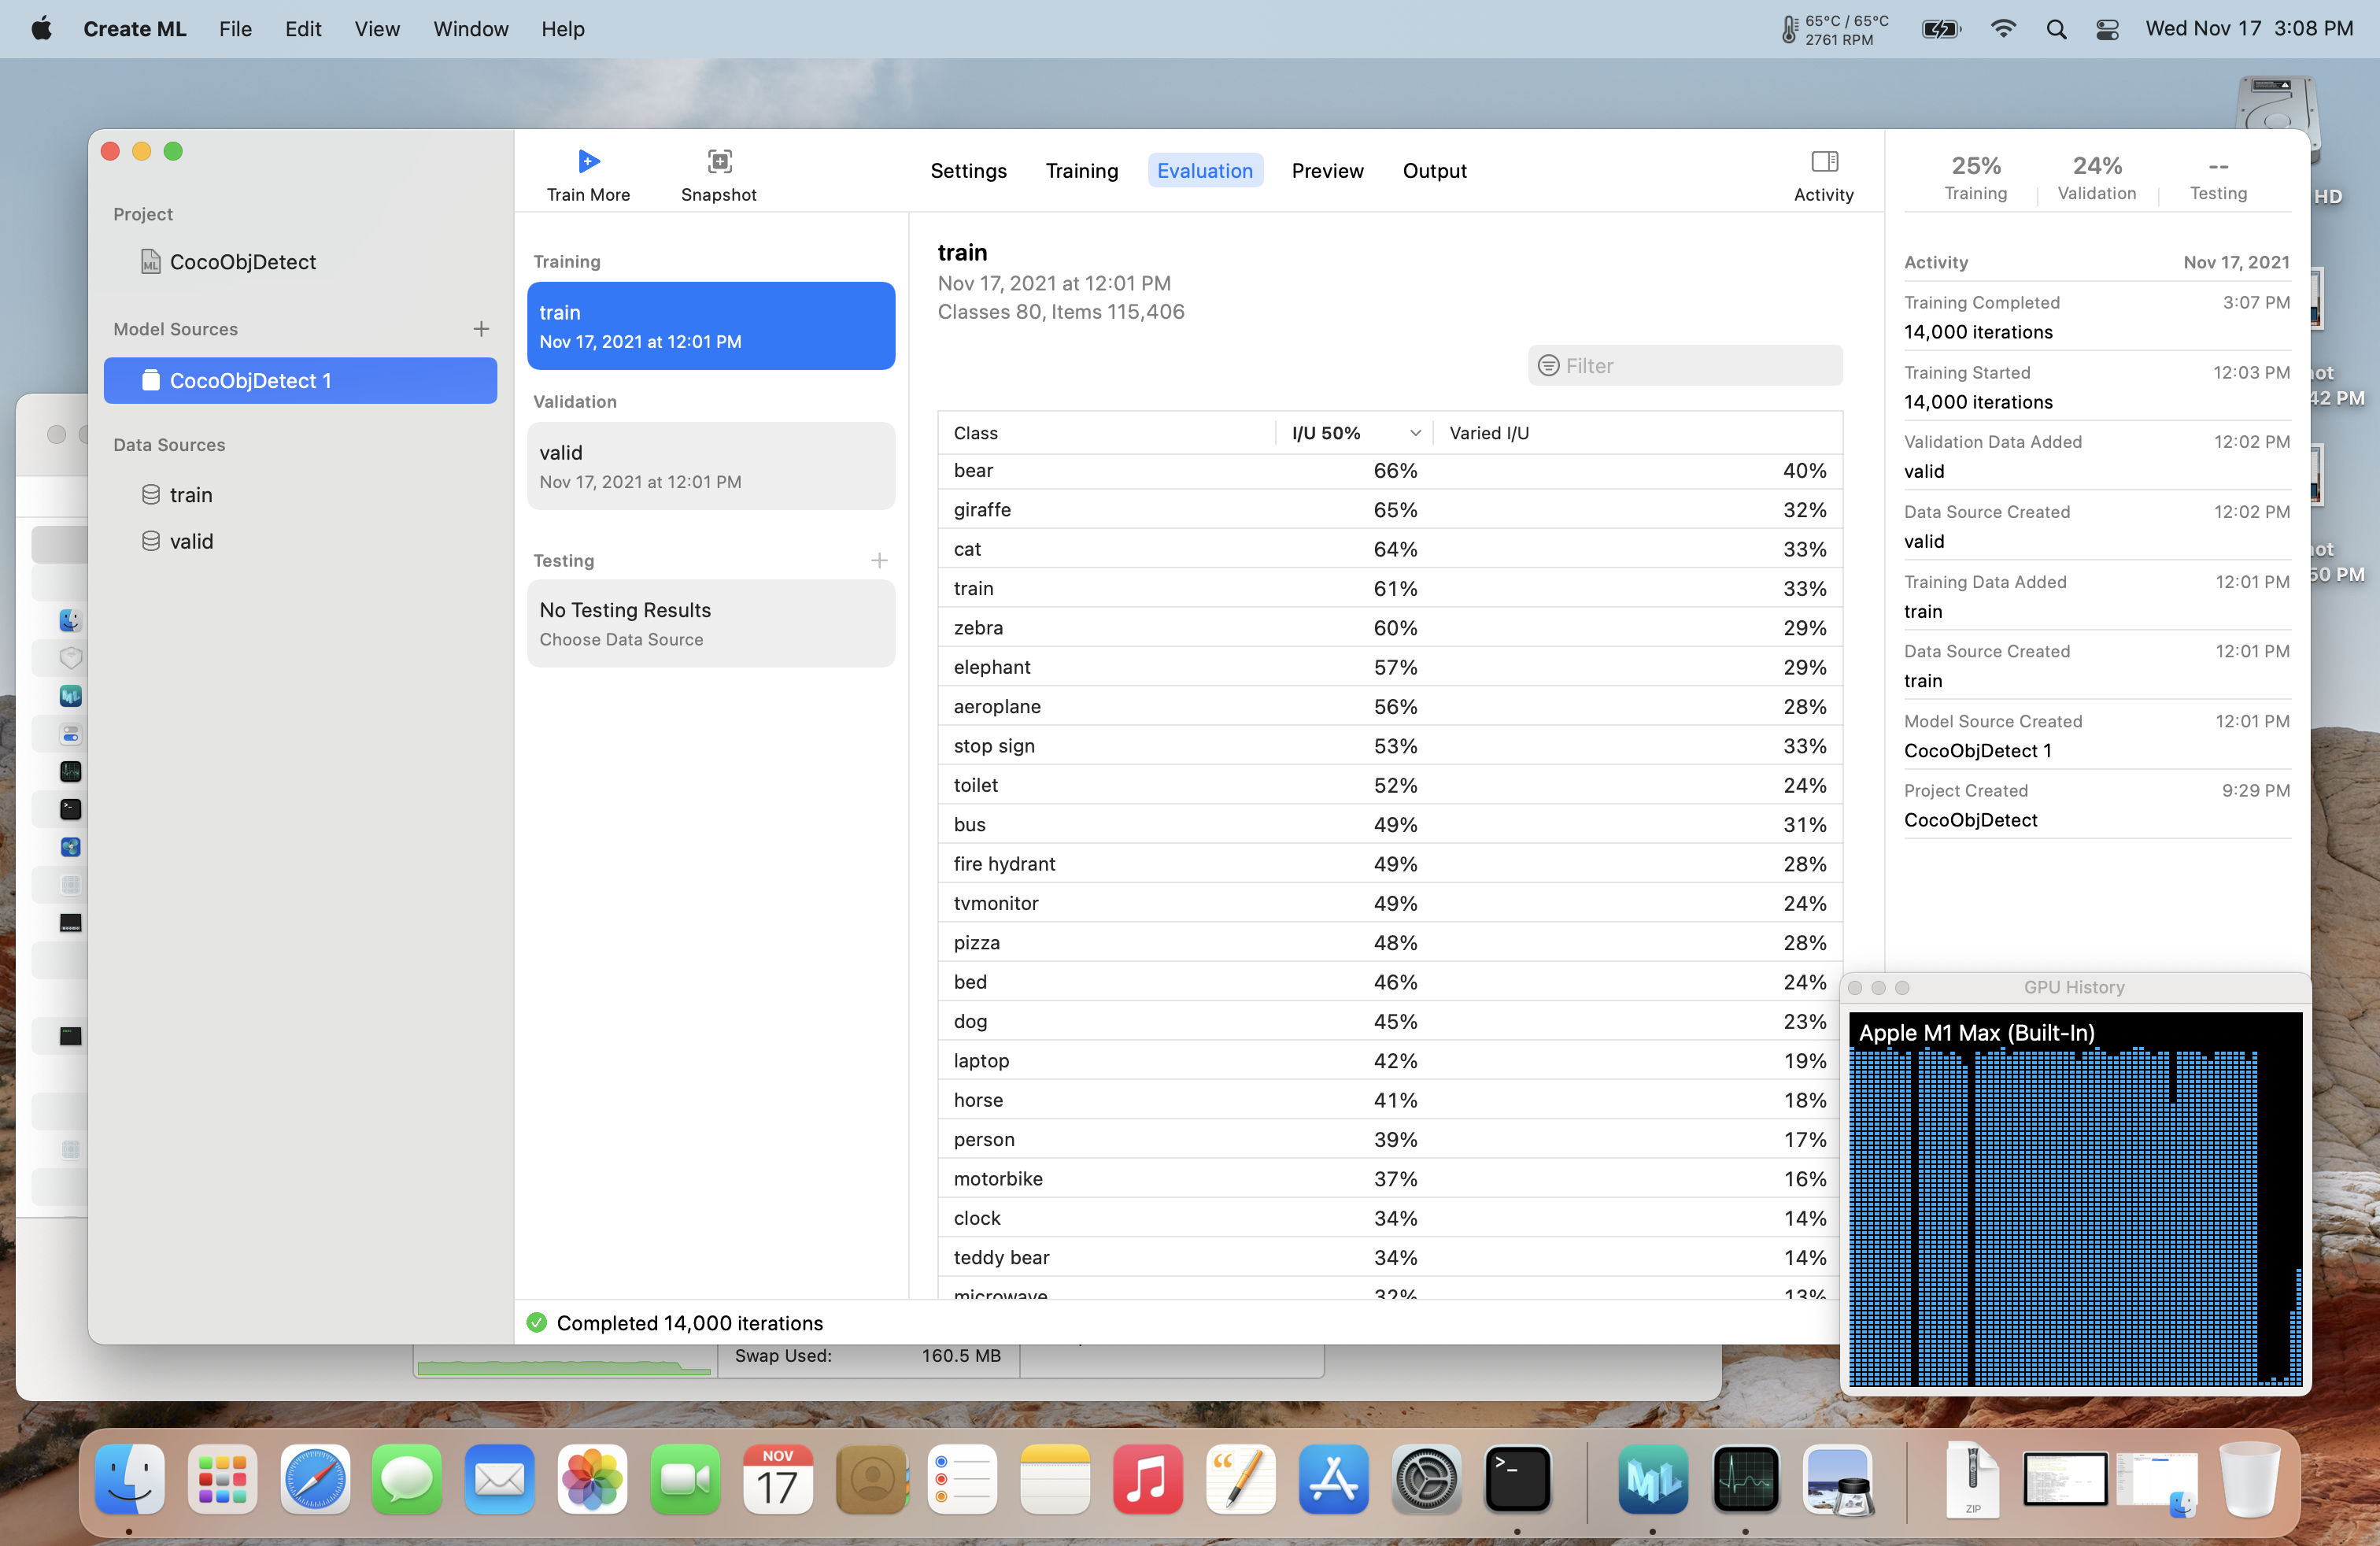 Create ML File Edit View Window Help
65°C / 65°C
2761 RPM
Wed Nov 17 3:08 PM
HD
42 PM
50 PM
Project
CocoObjDetect
Model Sources
CocoObjDetect 1
Data Sources
train
valid
Train More
Snapshot
Settings Training Evaluation Preview Output
Activity
Training
train
Nov 17, 2021 at 12:01 PM
Validation
valid
Nov 17, 2021 at 12:01 PM
Testing
No Testing Results
Choose Data Source
train
Nov 17, 2021 at 12:01 PM
Classes 80, Items 115,406
Filter
Class I/U 50% Varied I/U
bear 66% 40%
giraffe 65% 32%
cat 64% 33%
train 61% 33%
zebra 60% 29%
elephant 57% 29%
aeroplane 56% 28%
stop sign 53% 33%
toilet 52% 24%
bus 49% 31%
fire hydrant 49% 28%
tvmonitor 49% 24%
pizza 48% 28%
bed 46% 24%
dog 45% 23%
laptop 42% 19%
horse 41% 18%
person 39% 17%
motorbike 37% 16%
clock 34% 14%
teddy bear 34% 14%
microwave 32% 13%
Completed 14,000 iterations
25% 24% --
Training Validation Testing
Activity Nov 17, 2021
Training Completed 3:07 PM
14,000 iterations
Training Started 12:03 PM
14,000 iterations
Validation Data Added 12:02 PM
valid
Data Source Created 12:02 PM
valid
Training Data Added 12:01 PM
train
Data Source Created 12:01 PM
train
Model Source Created 12:01 PM
CocoObjDetect 1
Project Created 9:29 PM
CocoObjDetect
GPU History
Apple M1 Max (Built-In)
Swap Used: 160.5 MB
NOV
17
ML
ZIP